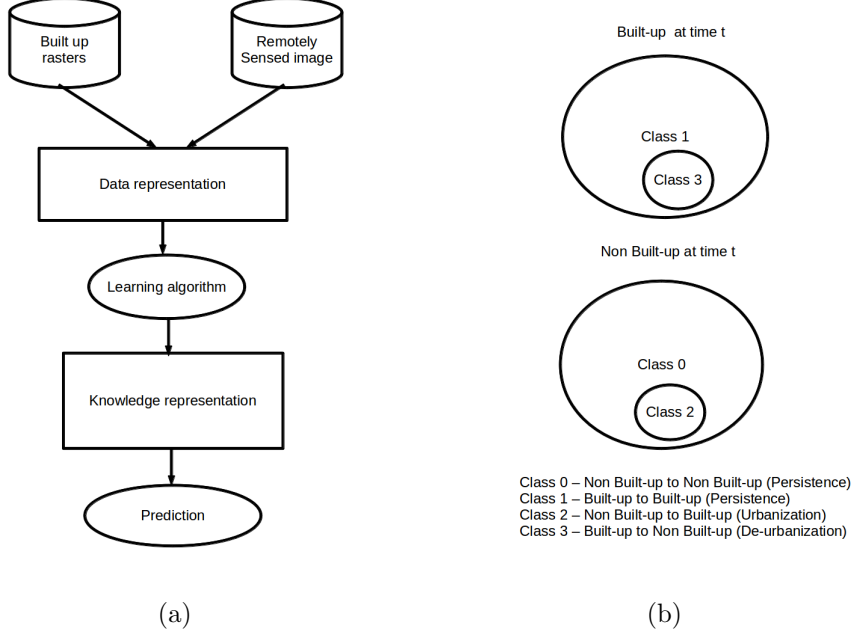 Built up
rasters
Remotely
Sensed image
Data representation
Learning algorithm
Knowledge representation
Prediction
(a)
Built-up at time t
Class 1
Class 3
Non Built-up at time t
Class 0
Class 2
Class 0 – Non Built-up to Non Built-up (Persistence)
Class 1 – Built-up to Built-up (Persistence)
Class 2 – Non Built-up to Built-up (Urbanization)
Class 3 – Built-up to Non Built-up (De-urbanization)
(b)